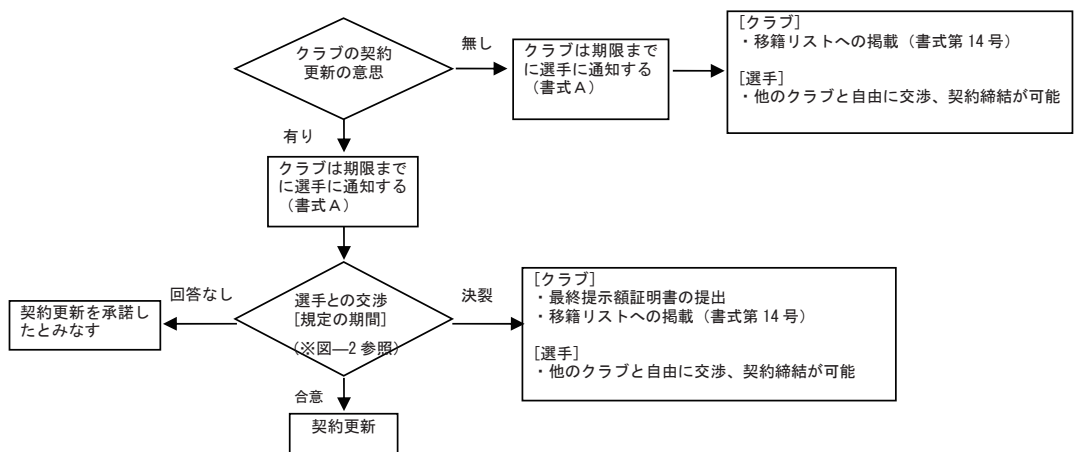 クラブの契約
更新の意思
無し
クラブは期限まで
に選手に通知する
（書式Ａ）
[クラブ]
・移籍リストへの掲載（書式第 14 号）
[選手]
・他のクラブと自由に交渉、契約締結が可能
有り
クラブは期限まで
に選手に通知する
（書式Ａ）
選手との交渉
[規定の期間]
（※図―2 参照）
回答なし
契約更新を承諾し
たとみなす
決裂
[クラブ]
・最終提示額証明書の提出
・移籍リストへの掲載（書式第 14 号）
[選手]
・他のクラブと自由に交渉、契約締結が可能
合意
契約更新